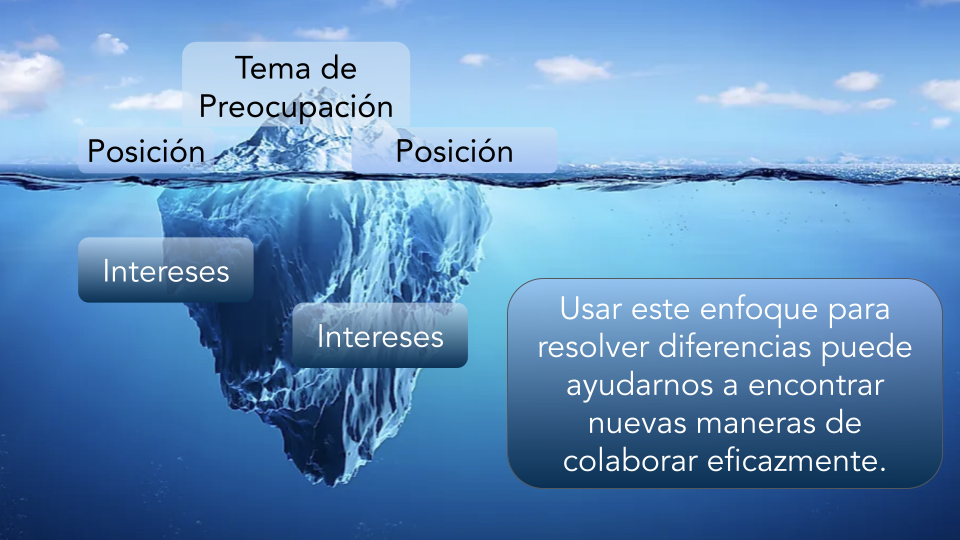 Tema de
Preocupación
Posición
Posición
Intereses
Intereses
Usar este enfoque para
resolver diferencias puede
ayudarnos a encontrar
nuevas maneras de
colaborar eficazmente.